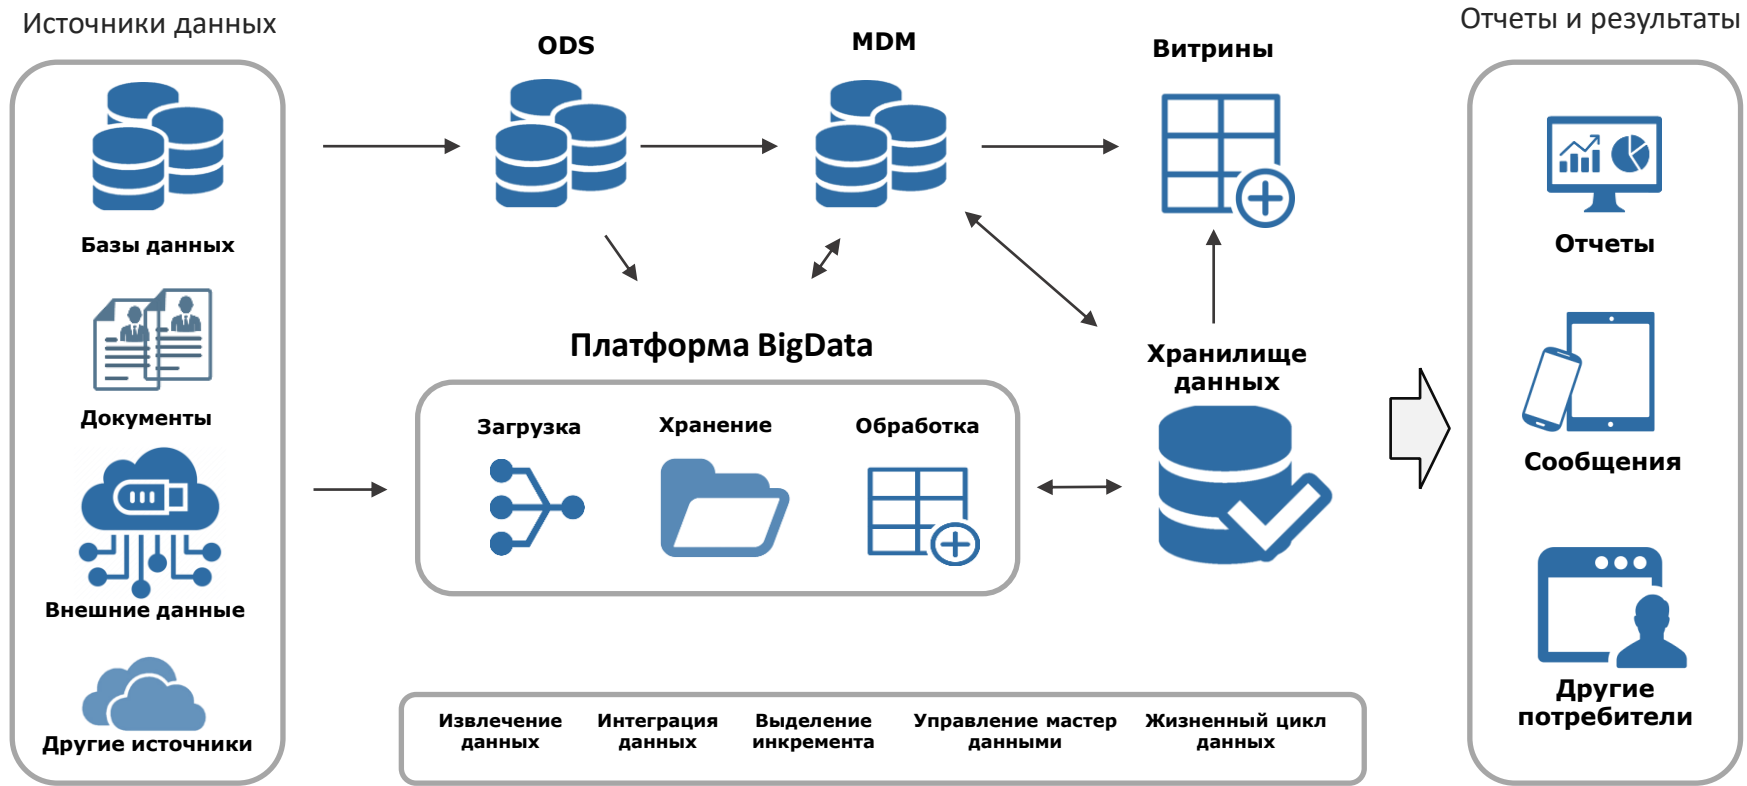 Источники данных
Базы данных
Документы
Внешние данные
Другие источники
ODS
MDM
Витрины
Платформа BigData
Загрузка
Хранение
Обработка
Хранилище
данных
Извлечение
данных
Интеграция
данных
Выделение
инкремента
Управление мастер
данными
Жизненный цикл
данных
Отчеты и результаты
Отчеты
Сообщения
Другие
потребители